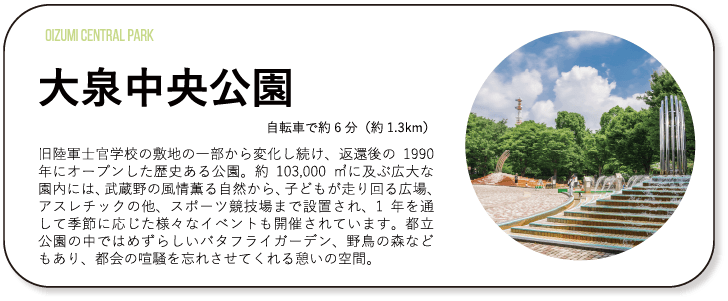 OIZUMI CENTRAL PARK
大泉中央公園
自転車で約6分（約1.3km）
旧陸軍士官学校の敷地の一部から変化し続け、返還後の 1990
年にオープンした歴史ある公園。約 103,000 ㎡に及ぶ広大な
園内には、武蔵野の風情薫る自然から、子どもが走り回る広場、
アスレチックの他、スポーツ競技場まで設置され、1 年を通
して季節に応じた様々なイベントも開催されています。都立
公園の中ではめずらしいバタフライガーデン、野鳥の森など
もあり、都会の喧騒を忘れさせてくれる憩いの空間。